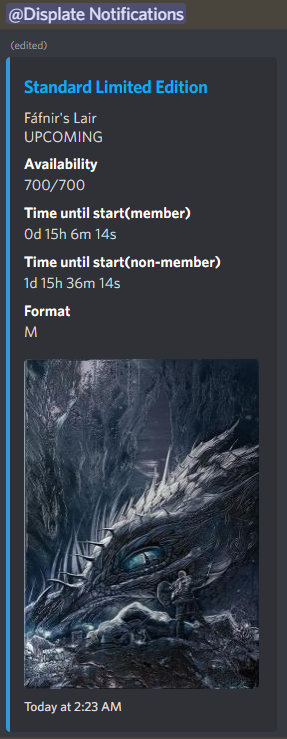 @Displate Notifications
(edited)
Standard Limited Edition
Fáfnir's Lair
UPCOMING
Availability
700/700
Time until start(member)
0d 15h 6m 14s
Time until start(non-member)
1d 15h 36m 14s
Format
M
Today at 2:23 AM